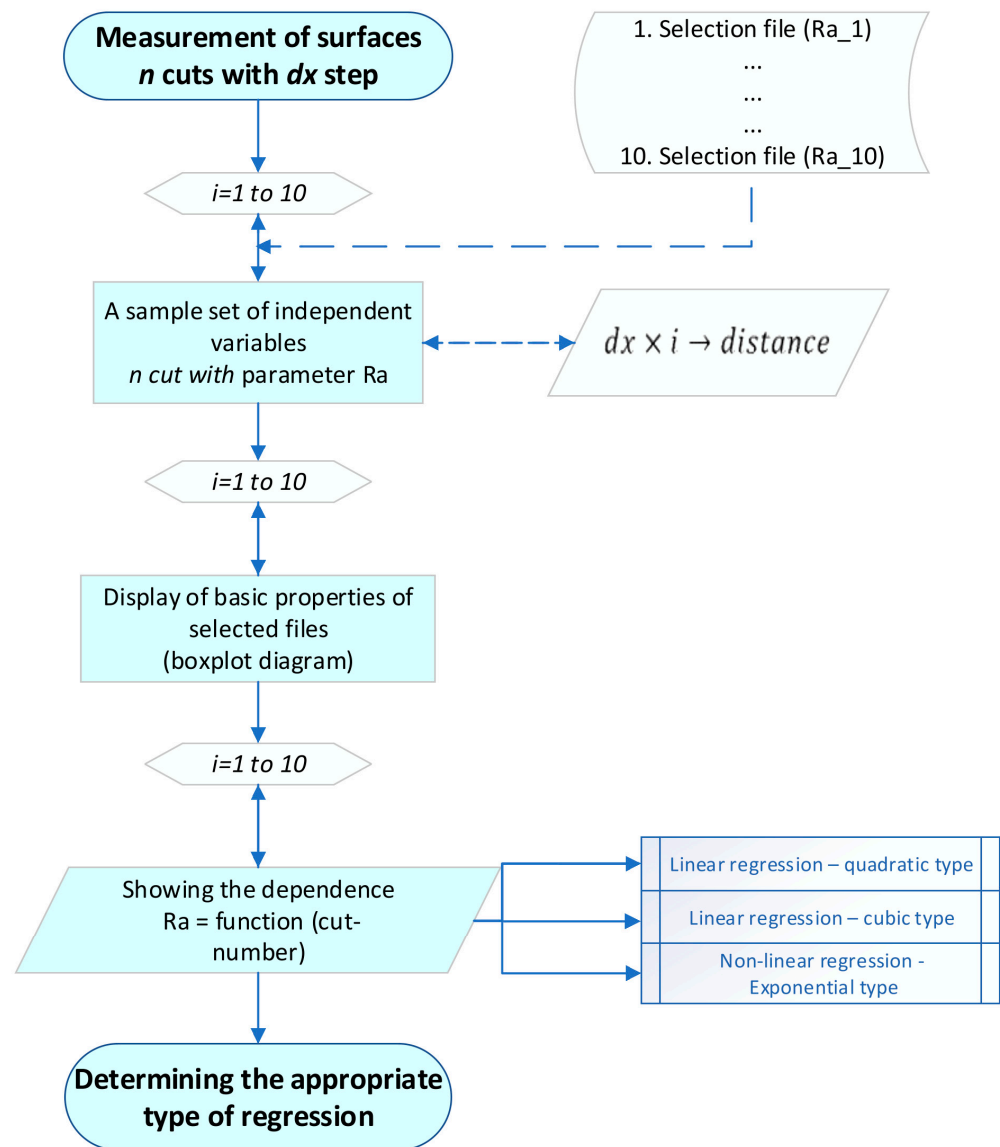 Measurement of surfaces
n cuts with dx step
1. Selection file (Ra_1)
...
...
...
10. Selection file (Ra_10)
i=1 to 10
A sample set of independent
variables
n cut with parameter Ra
dx × i → distance
i=1 to 10
Display of basic properties of
selected files
(boxplot diagram)
i=1 to 10
Showing the dependence
Ra = function (cut-
number)
Linear regression – quadratic type
Linear regression – cubic type
Non-linear regression -
Exponential type
Determining the appropriate
type of regression